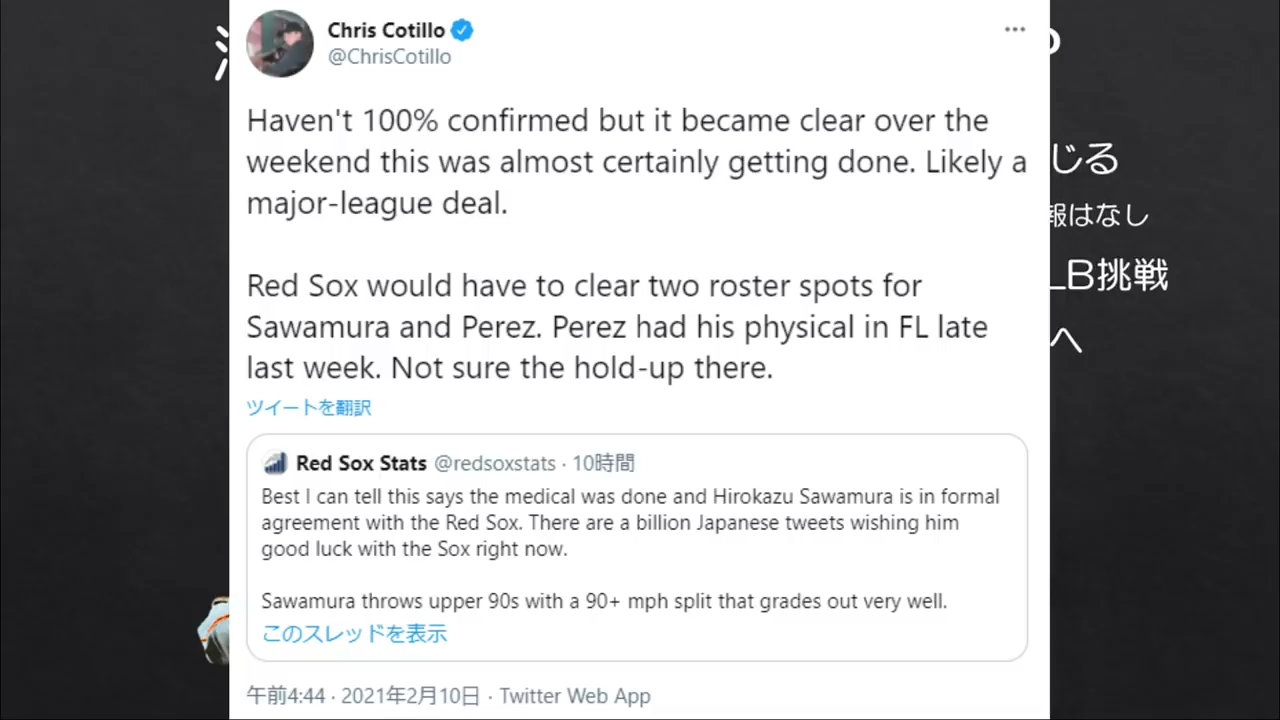 Chris Cotillo
@ChrisCotillo
Haven't 100% confirmed but it became clear over the
weekend this was almost certainly getting done. Likely a
major-league deal.
Red Sox would have to clear two roster spots for
Sawamura and Perez. Perez had his physical in FL late
last week. Not sure the hold-up there.
ツイートを翻訳
Red Sox Stats @redsoxstats · 10時間
Best I can tell this says the medical was done and Hirokazu Sawamura is in formal
agreement with the Red Sox. There are a billion Japanese tweets wishing him
good luck with the Sox right now.
Sawamura throws upper 90s with a 90+ mph split that grades out very well.
このスレッドを表示
午前4:44 · 2021年2月10日 · Twitter Web App
じる
報はなし
LB挑戦
へ